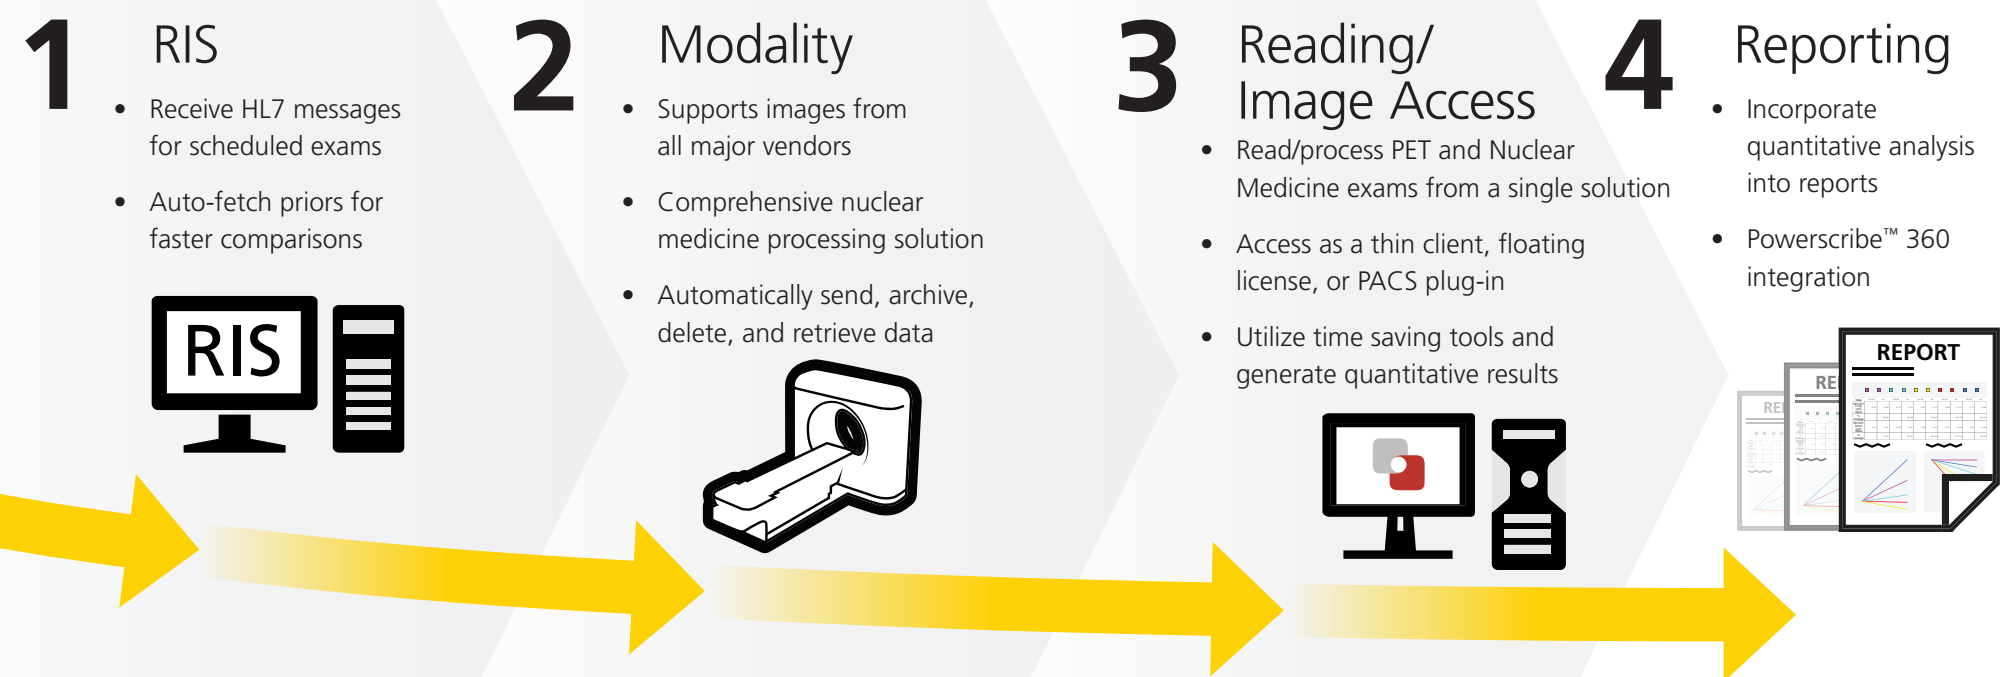 1
RIS
• Receive HL7 messages
for scheduled exams
• Auto-fetch priors for
faster comparisons
RIS
2
Modality
• Supports images from
all major vendors
• Comprehensive nuclear
medicine processing solution
• Automatically send, archive,
delete, and retrieve data
3
Reading/
Image Access
• Read/process PET and Nuclear
Medicine exams from a single solution
• Access as a thin client, floating
license, or PACS plug-in
• Utilize time saving tools and
generate quantitative results
4
Reporting
• Incorporate
quantitative analysis
into reports
• Powerscribe™ 360
integration
REPORT
RE
RE